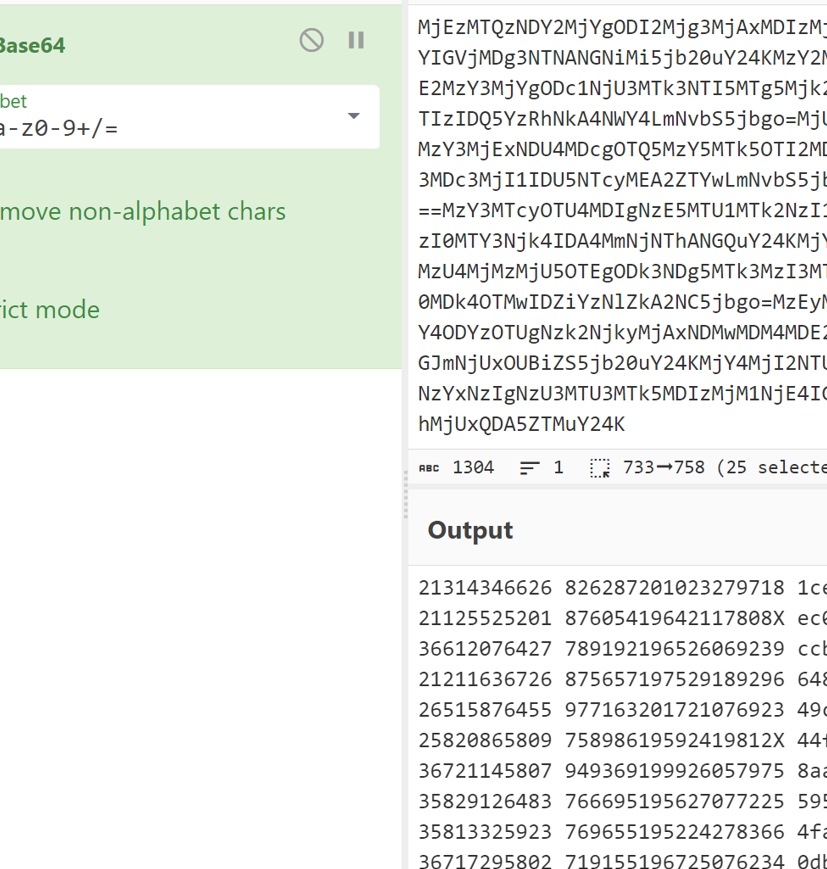 Base64
bet
a-z0-9+/=
move non-alphabet chars
ict mode
MjEzMTQzNDY2MjYgODI2Mjg3MjAxMDIzMj
YIGVjMDg3NTNANGNiMi5jb20uY24KMzY2M
E2MzY3MjYgODc1NjU3MTk3NTI5MTg5Mjk2
TIzIDQ5YzRhNkA4NWY4LmNvbS5jbgo=MjU
MzY3MjExNDU4MDcgOTQ5MzY5MTk5OTI2MD
3MDc3MjI1IDU5NTcyMEA2ZTYwLmNvbS5jb
==MzY3MTcyOTU4MDIgNzE5MTU1MTk2NzI1
zI0MTY3Njk4IDA4MmNjNThANGQuY24KMjY
MzU4MjMzMjU5OTEgODk3NDg5MTk3MzI3MT
0MDk4OTMwIDZiYzNlZkA2NC5jbgo=MzEyM
Y4ODYzOTUgNzk2NjkyMjAxNDMwMDM4MDE2
GJmNjUxOUBiZS5jb20uY24KMjY4MjI2NTU
NzYxNzIgNzU3MTU3MTk5MDIzMjM1NjE4IC
hMjUxQDA5ZTMuY24K
ABC 1304 1 733→758 (25 selecte
Output
21314346626 826287201023279718 1ce
21125525201 87605419642117808X ec0
36612076427 789192196526069239 ccb
21211636726 875657197529189296 648
26515876455 977163201721076923 49c
25820865809 75898619592419812X 44f
36721145807 949369199926057975 8aa
35829126483 766695195627077225 595
35813325923 769655195224278366 4fa
36717295802 719155196725076234 0db